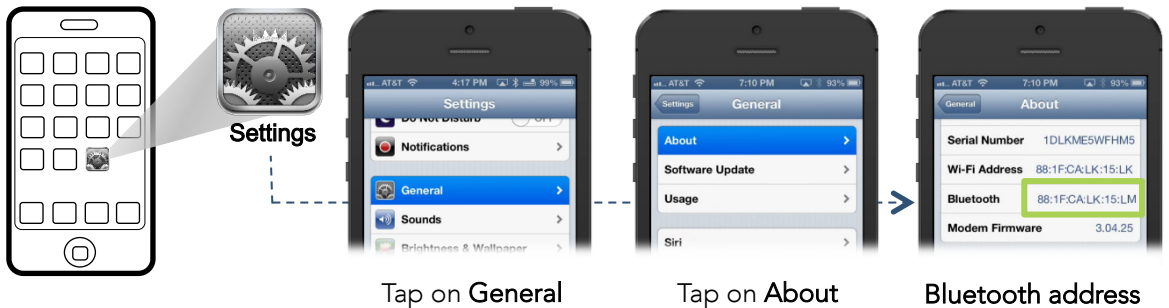 Settings
AT&T 4:17 PM 99%
Settings
Do Not Disturb OFF
Notifications
General
Sounds
Brightness & Wallpaper
Tap on General
AT&T 7:10 PM 93%
Settings General
About
Software Update
Usage
Siri
Tap on About
AT&T 7:10 PM 93%
General About
Serial Number 1DLKME5WFHM5
Wi-Fi Address 88:1F:CA:LK:15:LK
Bluetooth 88:1F:CA:LK:15:LM
Modem Firmware 3.04.25
Bluetooth address